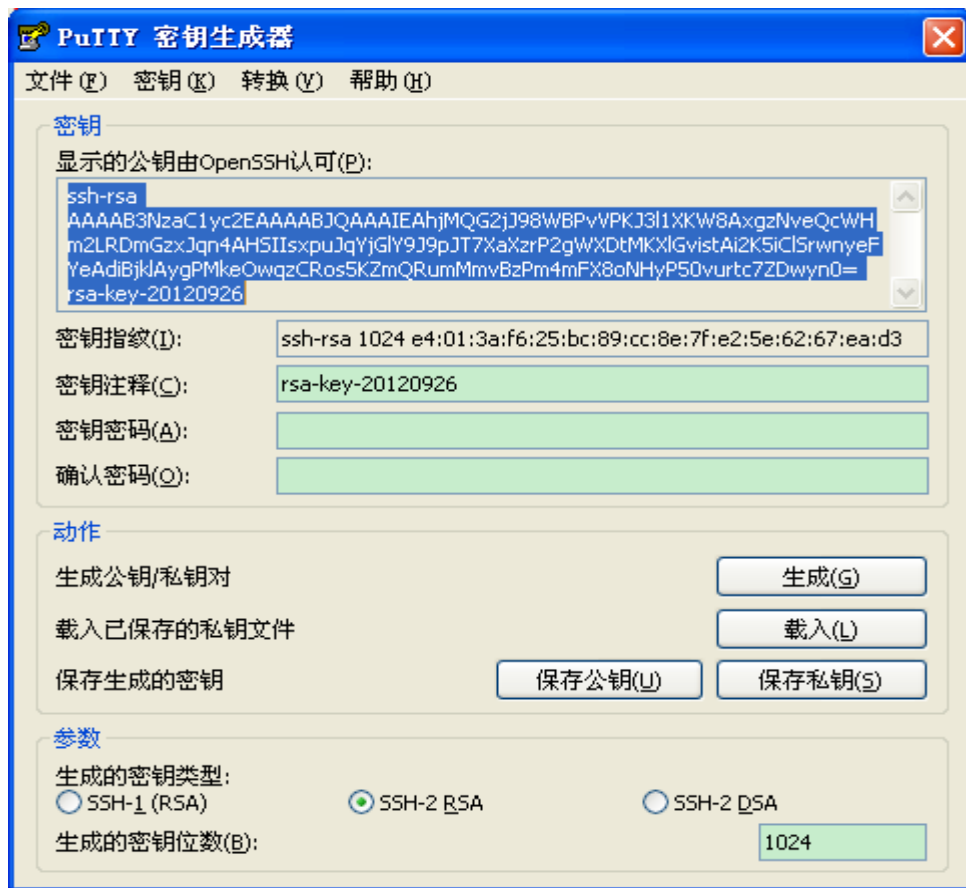 PuTTY 密钥生成器
文件(F) 密钥(K) 转换(V) 帮助(H)
密钥
显示的公钥由OpenSSH认可(P):
ssh-rsa
AAAAB3NzaC1yc2EAAAABJQAAAIEAhjMQG2jJ98WBPvVPKJ3l1XKW8AxgzNveQcWH
m2LRDmGzxJqn4AHSIIsxpuJqYjGlY9J9pJT7XaXzrP2gWXDtMKXlGvistAi2K5iClSrwnyeF
YeAdiBjklAygPMkeOwqzCRos5KZmQRumMmvBzPm4mFX8oNHyP50vurtc7ZDwyn0=
rsa-key-20120926
密钥指纹(I): ssh-rsa 1024 e4:01:3a:f6:25:bc:89:cc:8e:7f:e2:5e:62:67:ea:d3
密钥注释(C): rsa-key-20120926
密钥密码(A):
确认密码(O):
动作
生成公钥/私钥对 生成(G)
载入已保存的私钥文件 载入(L)
保存生成的密钥 保存公钥(U) 保存私钥(S)
参数
生成的密钥类型:
SSH-1 (RSA) SSH-2 RSA SSH-2 DSA
生成的密钥位数(B): 1024